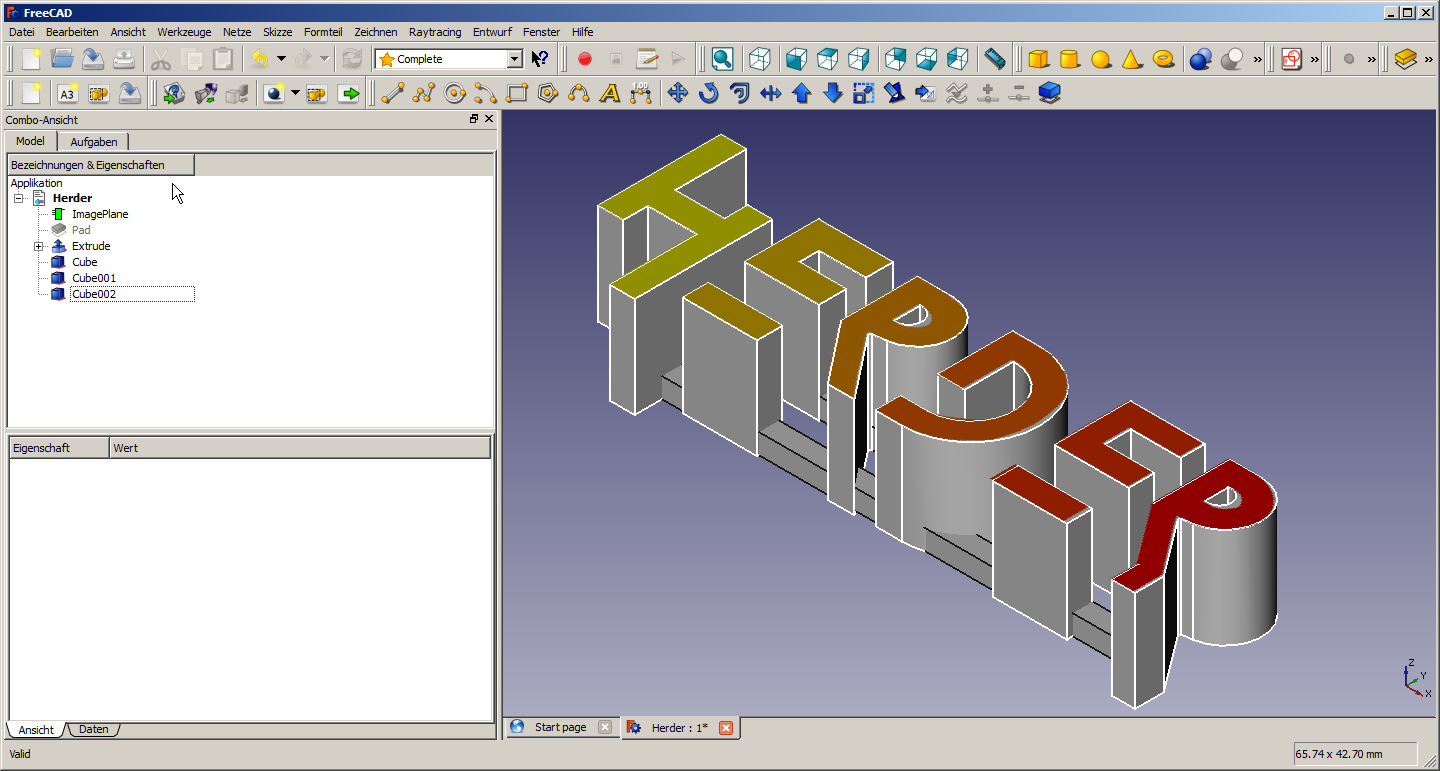 FreeCAD
Datei Bearbeiten Ansicht Werkzeuge Netze Skizze Formteil Zeichnen Raytracing Entwurf Fenster Hilfe
Complete
A3
Combo-Ansicht
Model Aufgaben
Bezeichnungen & Eigenschaften
Applikation
Herder
ImagePlane
Pad
Extrude
Cube
Cube001
Cube002
Eigenschaft Wert
HERDER
Z
Y
X
Ansicht Daten
Start page Herder : 1*
Valid
65.74 x 42.70 mm